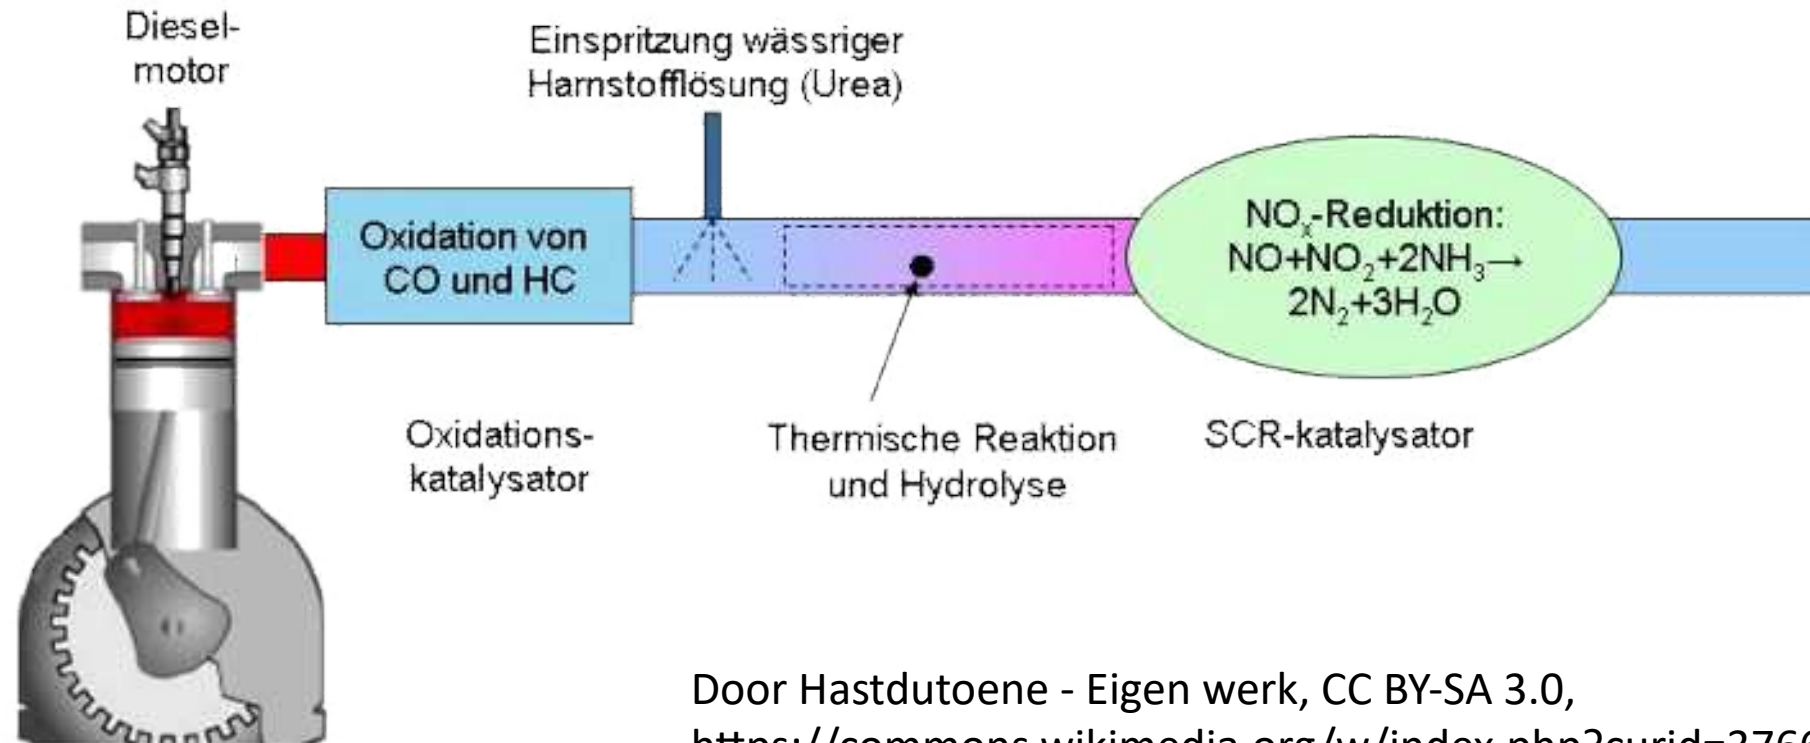 Diesel-
motor
Einspritzung wässriger
Harnstofflösung (Urea)
Oxidation von
CO und HC
NOₓ-Reduktion:
NO+NO₂+2NH₃→
2N₂+3H₂O
Oxidations-
katalysator
Thermische Reaktion
und Hydrolyse
SCR-katalysator
Door Hastdutoene - Eigen werk, CC BY-SA 3.0,